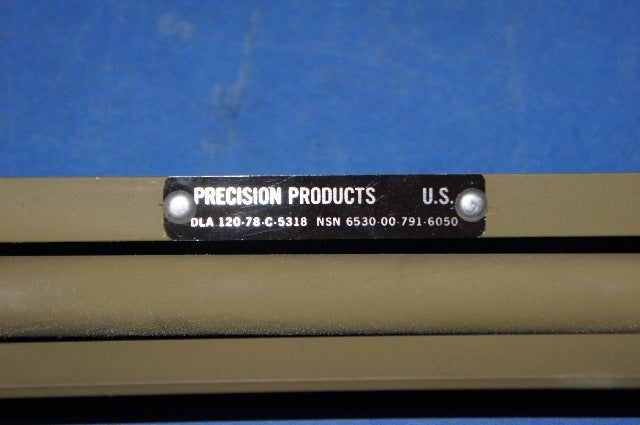 PRECISION PRODUCTS U.S.
DLA 120-78-C-5318 NSN 6530-00-791-6050